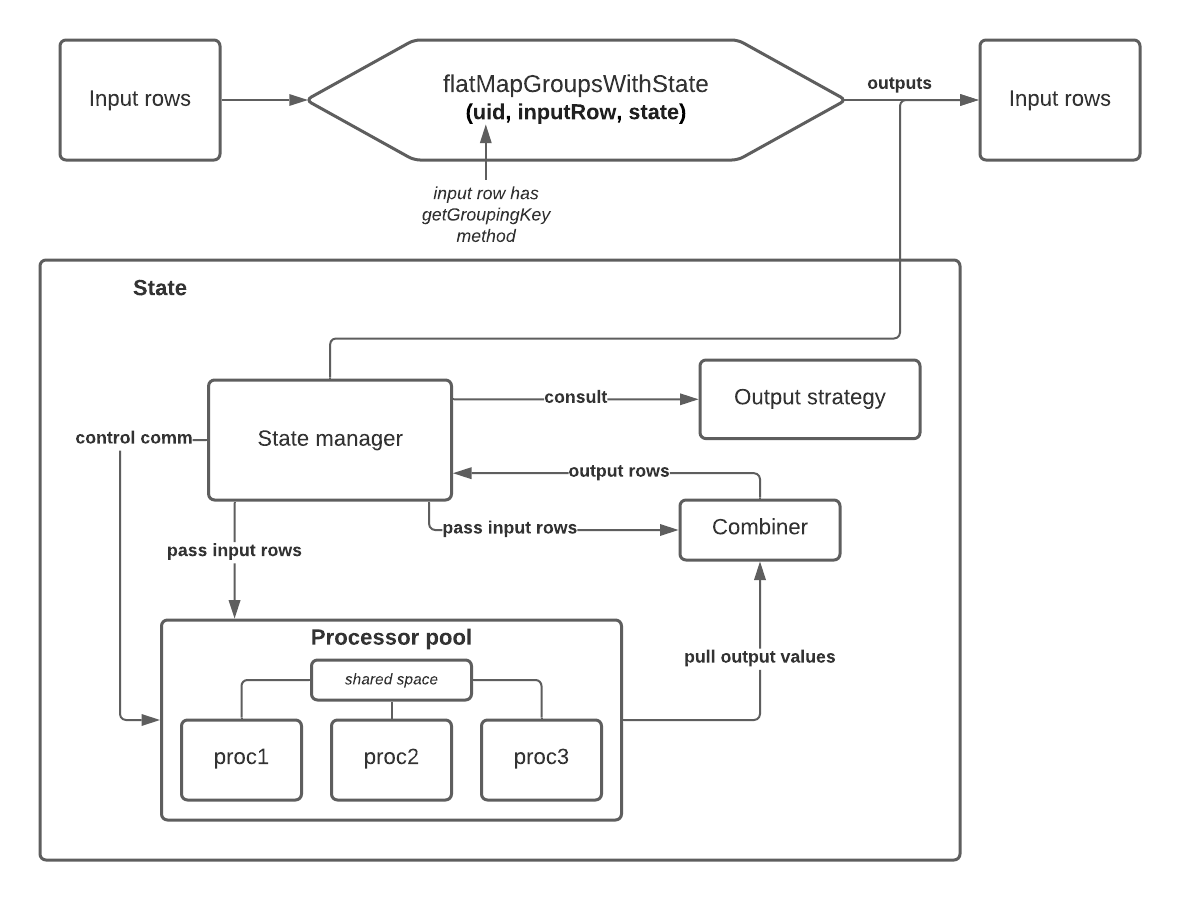 Input rows
flatMapGroupsWithState
(uid, inputRow, state)
outputs
Input rows
input row has
getGroupingKey
method
State
State manager
consult
Output strategy
control comm
output rows
pass input rows
Combiner
pass input rows
Processor pool
shared space
pull output values
proc1
proc2
proc3